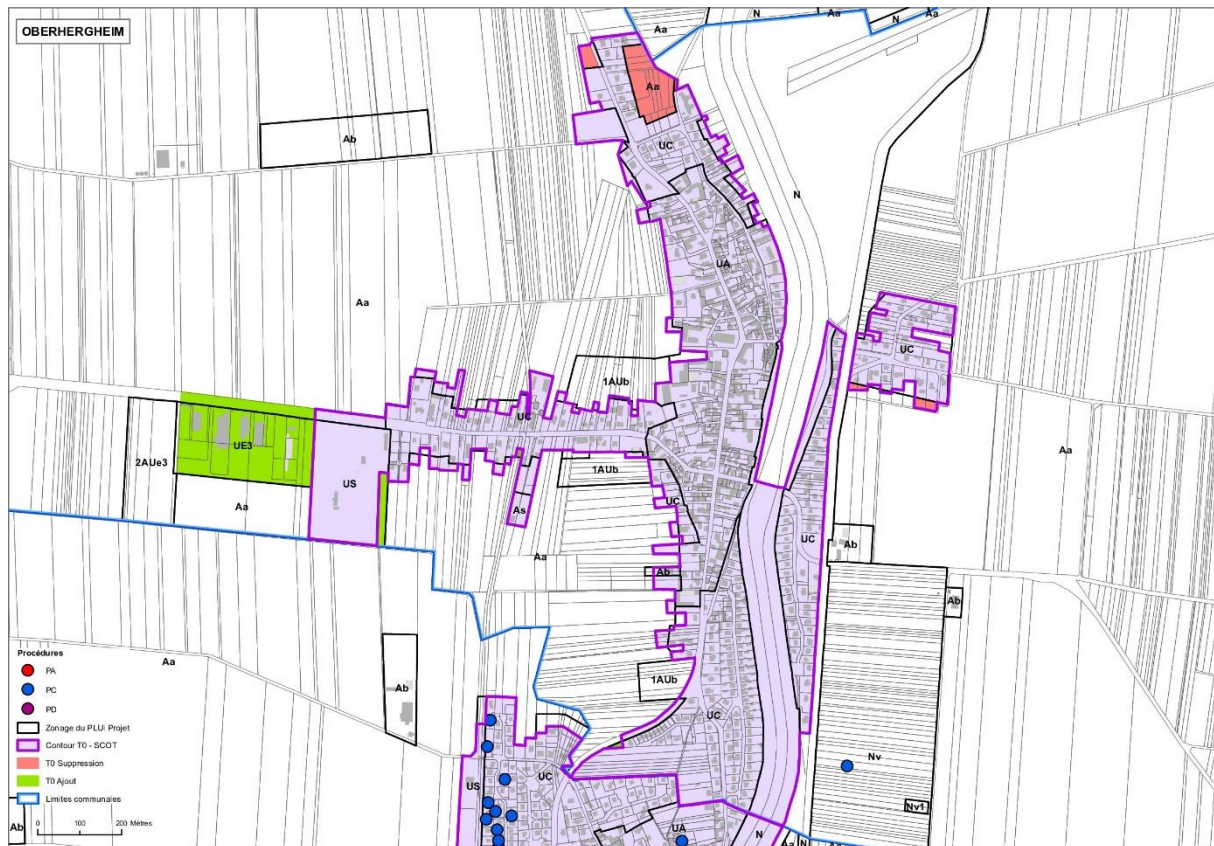 OBERHERGHEIM
N
Aa
N
Aa
Aa
Aa
Ab
UC
N
UA
Aa
UC
1AUb
UC
UE3
2AUe3
1AUb
Aa
US
UC
Aa
As
UC
Ab
Aa
Ab
Ab
Aa
1AUb
Ab
UC
Nv
UC
US
Nv1
Ab
UA
N
Aa
N
Aa
Procédures
PA
PC
PD
Zonage du PLUi Projet
Contour T0 - SCOT
T0 Suppression
T0 Ajout
Limites communales
0 100 200 Mètres